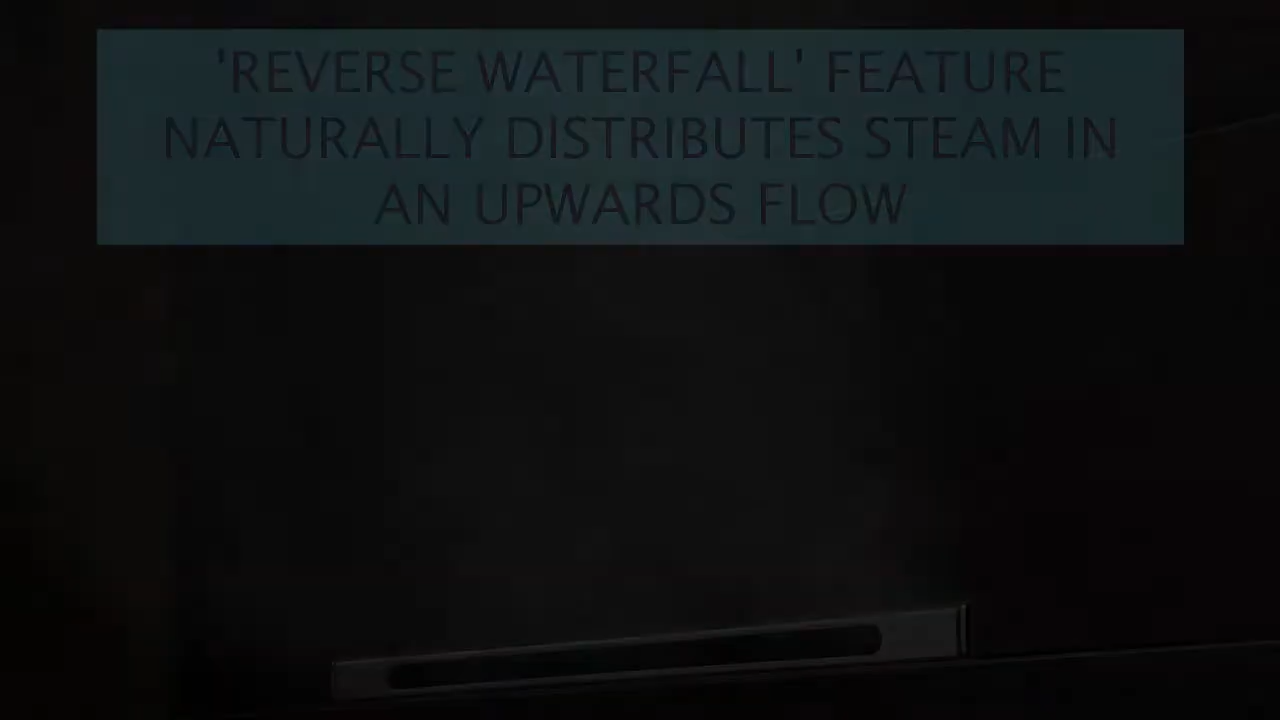 'REVERSE WATERFALL' FEATURE
NATURALLY DISTRIBUTES STEAM IN
AN UPWARDS FLOW